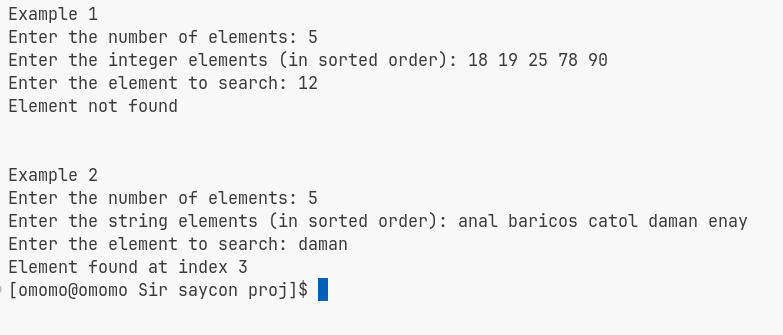 Example 1
Enter the number of elements: 5
Enter the integer elements (in sorted order): 18 19 25 78 90
Enter the element to search: 12
Element not found
Example 2
Enter the number of elements: 5
Enter the string elements (in sorted order): anal baricos catol daman enay
Enter the element to search: daman
Element found at index 3
[omomo@omomo Sir saycon proj]$